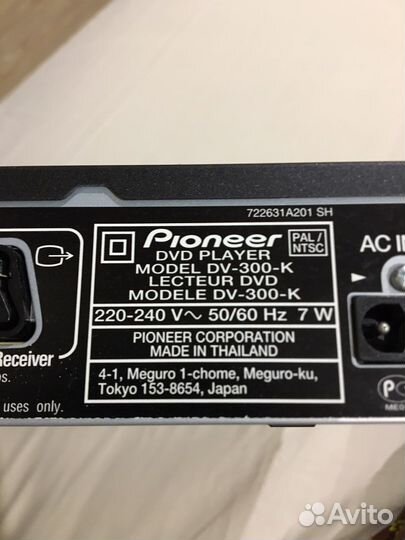 722631A201 SH
Pioneer
PAL/
NTSC
DVD PLAYER
MODEL DV-300-K
LECTEUR DVD
MODELE DV-300-K
220-240 V~ 50/60 Hz 7 W
PIONEER CORPORATION
MADE IN THAILAND
4-1, Meguro 1-chome, Meguro-ku,
Tokyo 153-8654, Japan
AC I
Receiver
uses only.
Avito